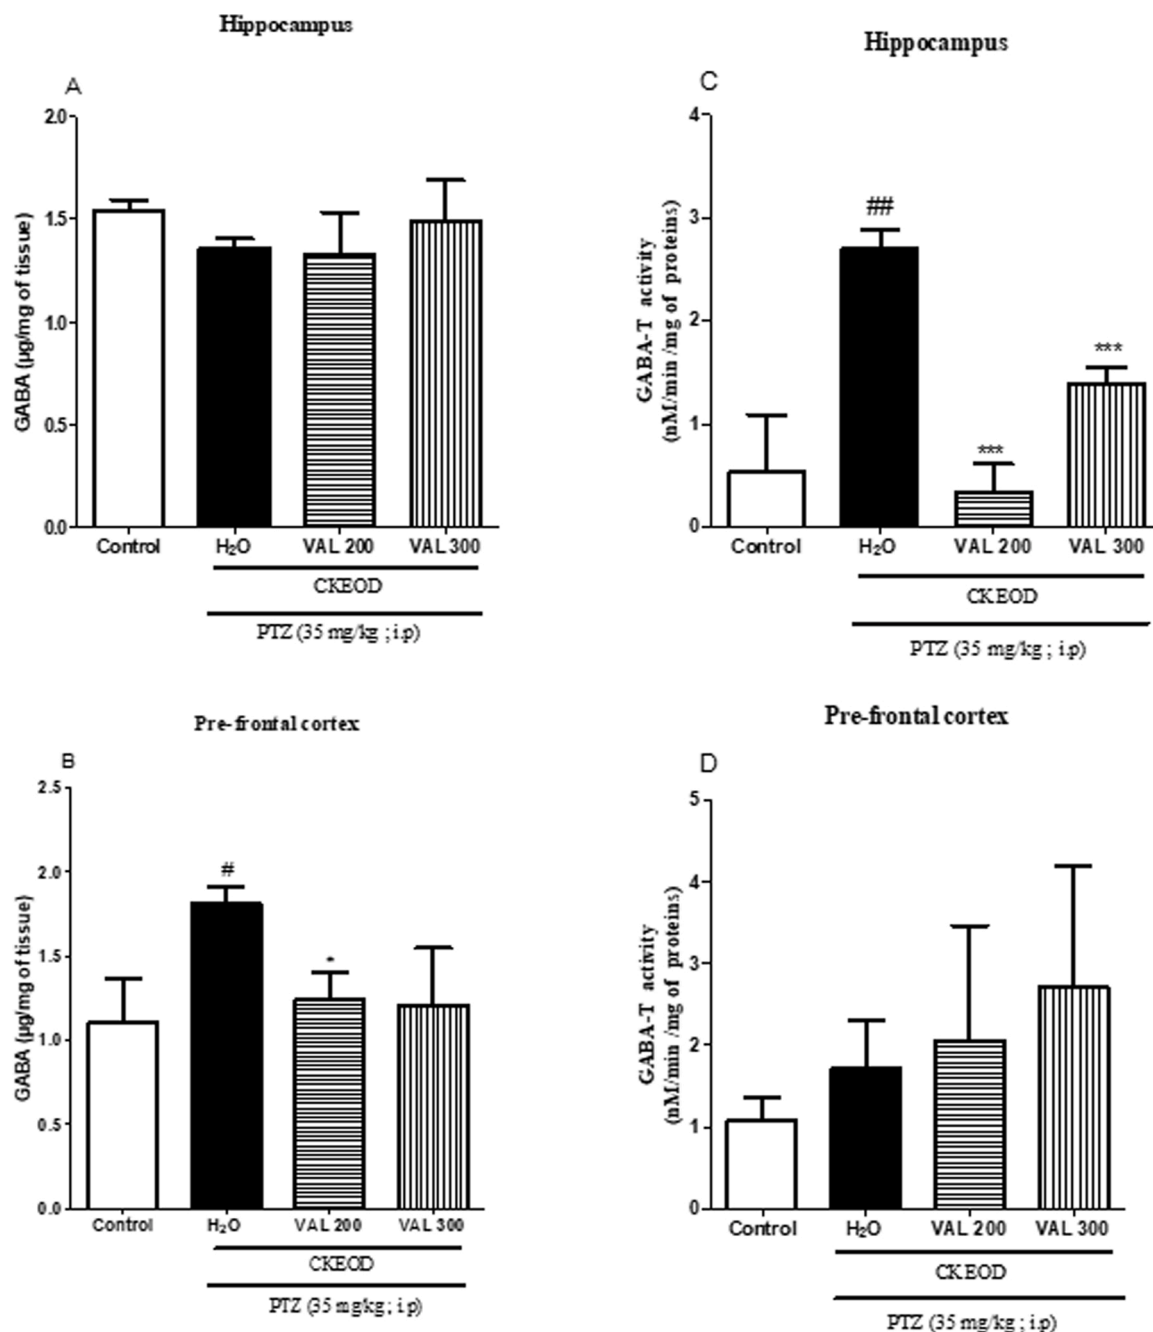 Hippocampus
A
GABA (µg/mg of tissue)
2.0
1.5
1.0
0.5
0.0
Control H₂O VAL 200 VAL 300
CKEOD
PTZ (35 mg/kg ; i.p)
Hippocampus
C
GABA-T activity
(nM/min /mg of proteins)
4
3
2
1
0
##
***
***
Control H₂O VAL 200 VAL 300
CKEOD
PTZ (35 mg/kg ; i.p)
Pre-frontal cortex
B
GABA (µg/mg of tissue)
2.5
2.0
1.5
1.0
0.5
0.0
#
*
Control H₂O VAL 200 VAL 300
CKEOD
PTZ (35 mg/kg ; i.p)
Pre-frontal cortex
D
GABA-T activity
(nM/min /mg of proteins)
5
4
3
2
1
0
Control H₂O VAL 200 VAL 300
CKEOD
PTZ (35 mg/kg ; i.p)